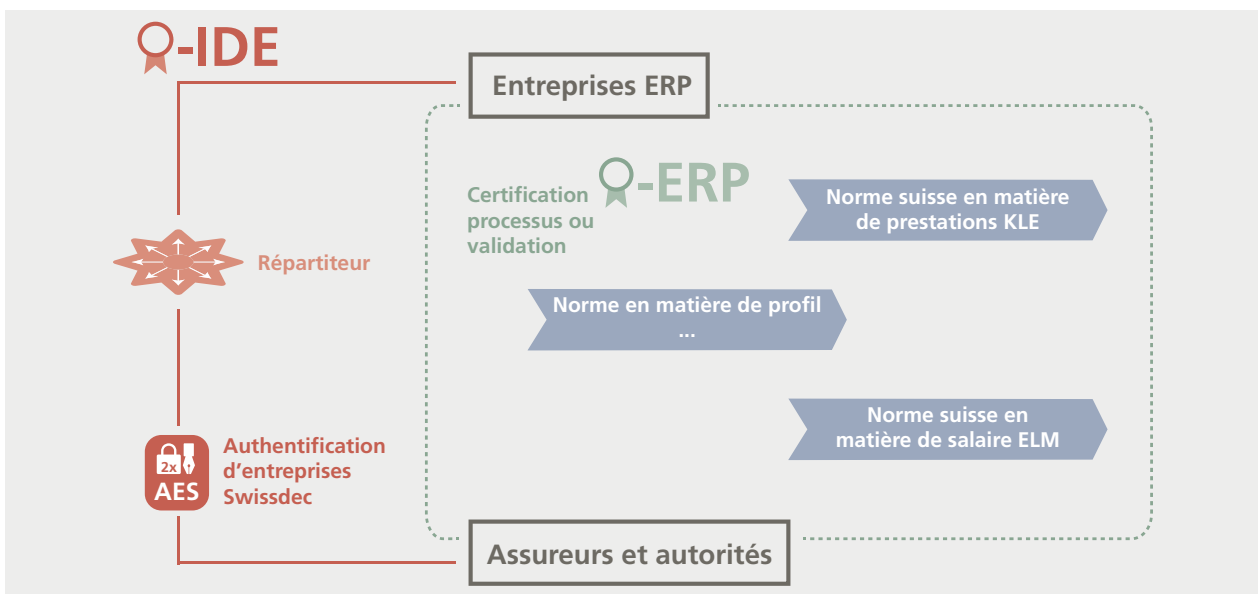 -IDE
Entreprises ERP
Certification
processus ou
validation
-ERP
Norme suisse en matière
de prestations KLE
Répartiteur
Norme en matière de profil
...
Norme suisse en
matière de salaire ELM
2x
AES
Authentification
d'entreprises
Swissdec
Assureurs et autorités